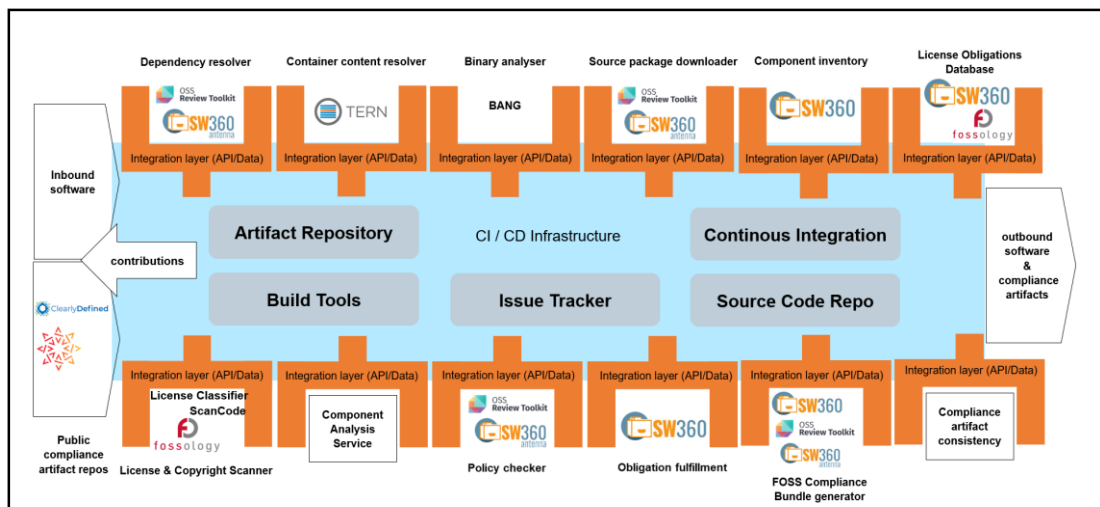 Dependency resolver
Container content resolver
Binary analyser
Source package downloader
Component inventory
License Obligations
Database
OSS
Review Toolkit
SW360
antenna
TERN
BANG
OSS
Review Toolkit
SW360
antenna
SW360
SW360
fossology
Integration layer (API/Data)
Integration layer (API/Data)
Integration layer (API/Data)
Integration layer (API/Data)
Integration layer (API/Data)
Integration layer (API/Data)
Inbound
software
contributions
Artifact Repository
CI / CD Infrastructure
Continous Integration
Build Tools
Issue Tracker
Source Code Repo
outbound
software
&
compliance
artifacts
ClearlyDefined
Public
compliance
artifact repos
Integration layer (API/Data)
Integration layer (API/Data)
Integration layer (API/Data)
Integration layer (API/Data)
Integration layer (API/Data)
Integration layer (API/Data)
License Classifier
ScanCode
fossology
License & Copyright Scanner
Component
Analysis
Service
OSS
Review Toolkit
SW360
antenna
Policy checker
SW360
Obligation fulfillment
SW360
OSS
Review Toolkit
SW360
antenna
FOSS Compliance
Bundle generator
Compliance
artifact
consistency